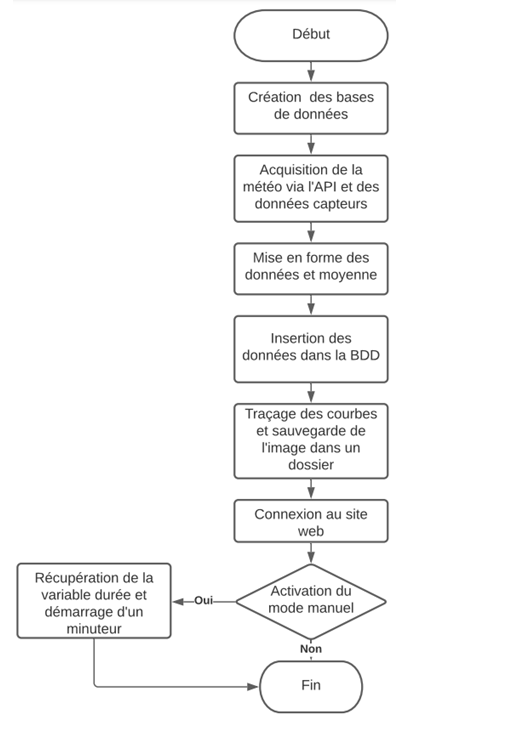 Début
Création  des bases
de données
Acquisition de la
météo via l'API et des
données capteurs
Mise en forme des
données et moyenne
Insertion des
données dans la BDD
Traçage des courbes
et sauvegarde de
l'image dans un
dossier
Connexion au site
web
Activation du
mode manuel
Oui
Récupération de la
variable durée et
démarrage d'un
minuteur
Non
Fin